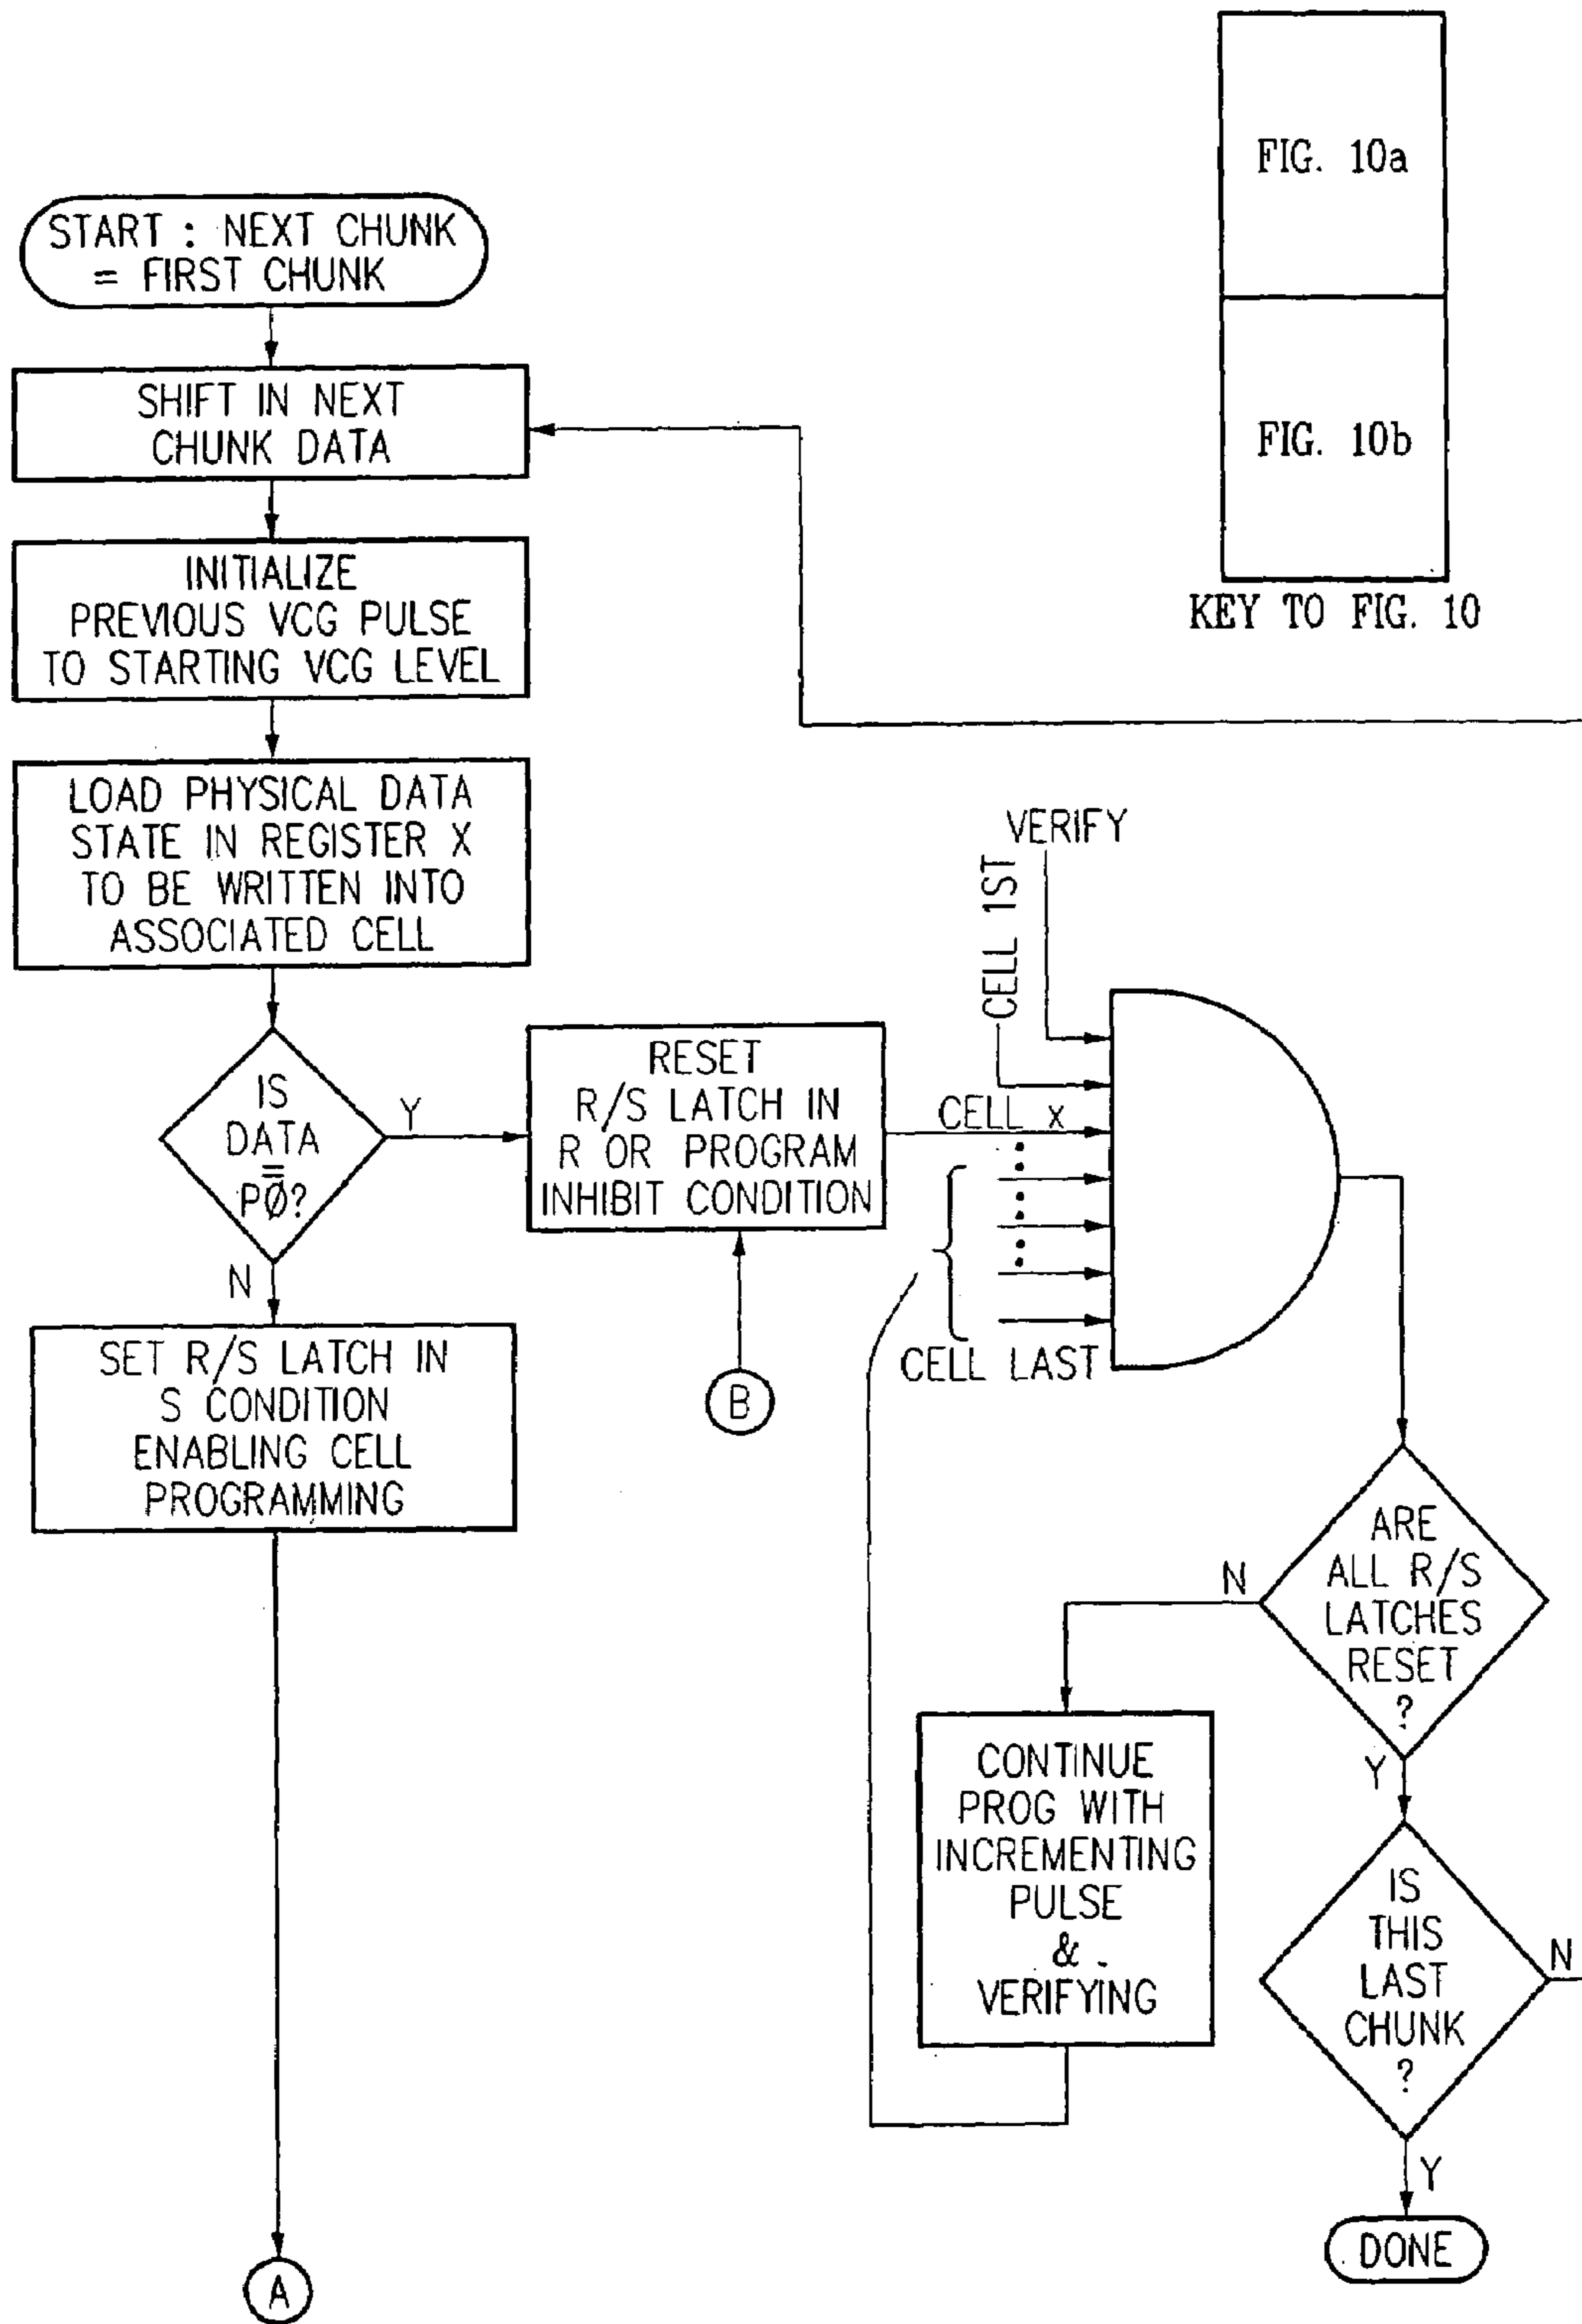 FIG. 10a
FIG. 10b
KEY TO FIG. 10
START : NEXT CHUNK
= FIRST CHUNK
SHIFT IN NEXT
CHUNK DATA
INITIALIZE
PREVIOUS VCG PULSE
TO STARTING VCG LEVEL
LOAD PHYSICAL DATA
STATE IN REGISTER X
TO BE WRITTEN INTO
ASSOCIATED CELL
IS
DATA
=
PØ?
Y
N
RESET
R/S LATCH IN
R OR PROGRAM
INHIBIT CONDITION
B
SET R/S LATCH IN
S CONDITION
ENABLING CELL
PROGRAMMING
A
VERIFY
CELL 1ST
CELL x
CELL LAST
ARE
ALL R/S
LATCHES
RESET
?
N
Y
CONTINUE
PROG WITH
INCREMENTING
PULSE
&
VERIFYING
IS
THIS
LAST
CHUNK
?
N
Y
DONE